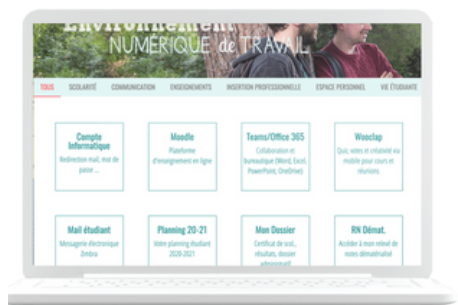 Environnement
NUMÉRIQUE de TRAVAIL
TOUS SCOLARITÉ COMMUNICATION ENSEIGNEMENTS INSERTION PROFESSIONNELLE ESPACE PERSONNEL VIE ÉTUDIANTE
Compte
Informatique
Redirection mail, mot de
passe ...
Moodle
Plateforme
d'enseignement en ligne
Teams/Office 365
Collaboration et
bureautique (Word, Excel,
PowerPoint, OneDrive)
Wooclap
Quiz, votes et créativité via
mobile pour cours et
réunions
Mail étudiant
Messagerie électronique
Zimbra
Planning 20-21
Votre planning étudiant
2020-2021
Mon Dossier
Certificat de scol.,
résultats, dossier
administratif
RN Démat.
Accéder à mon relevé de
notes dématérialisé